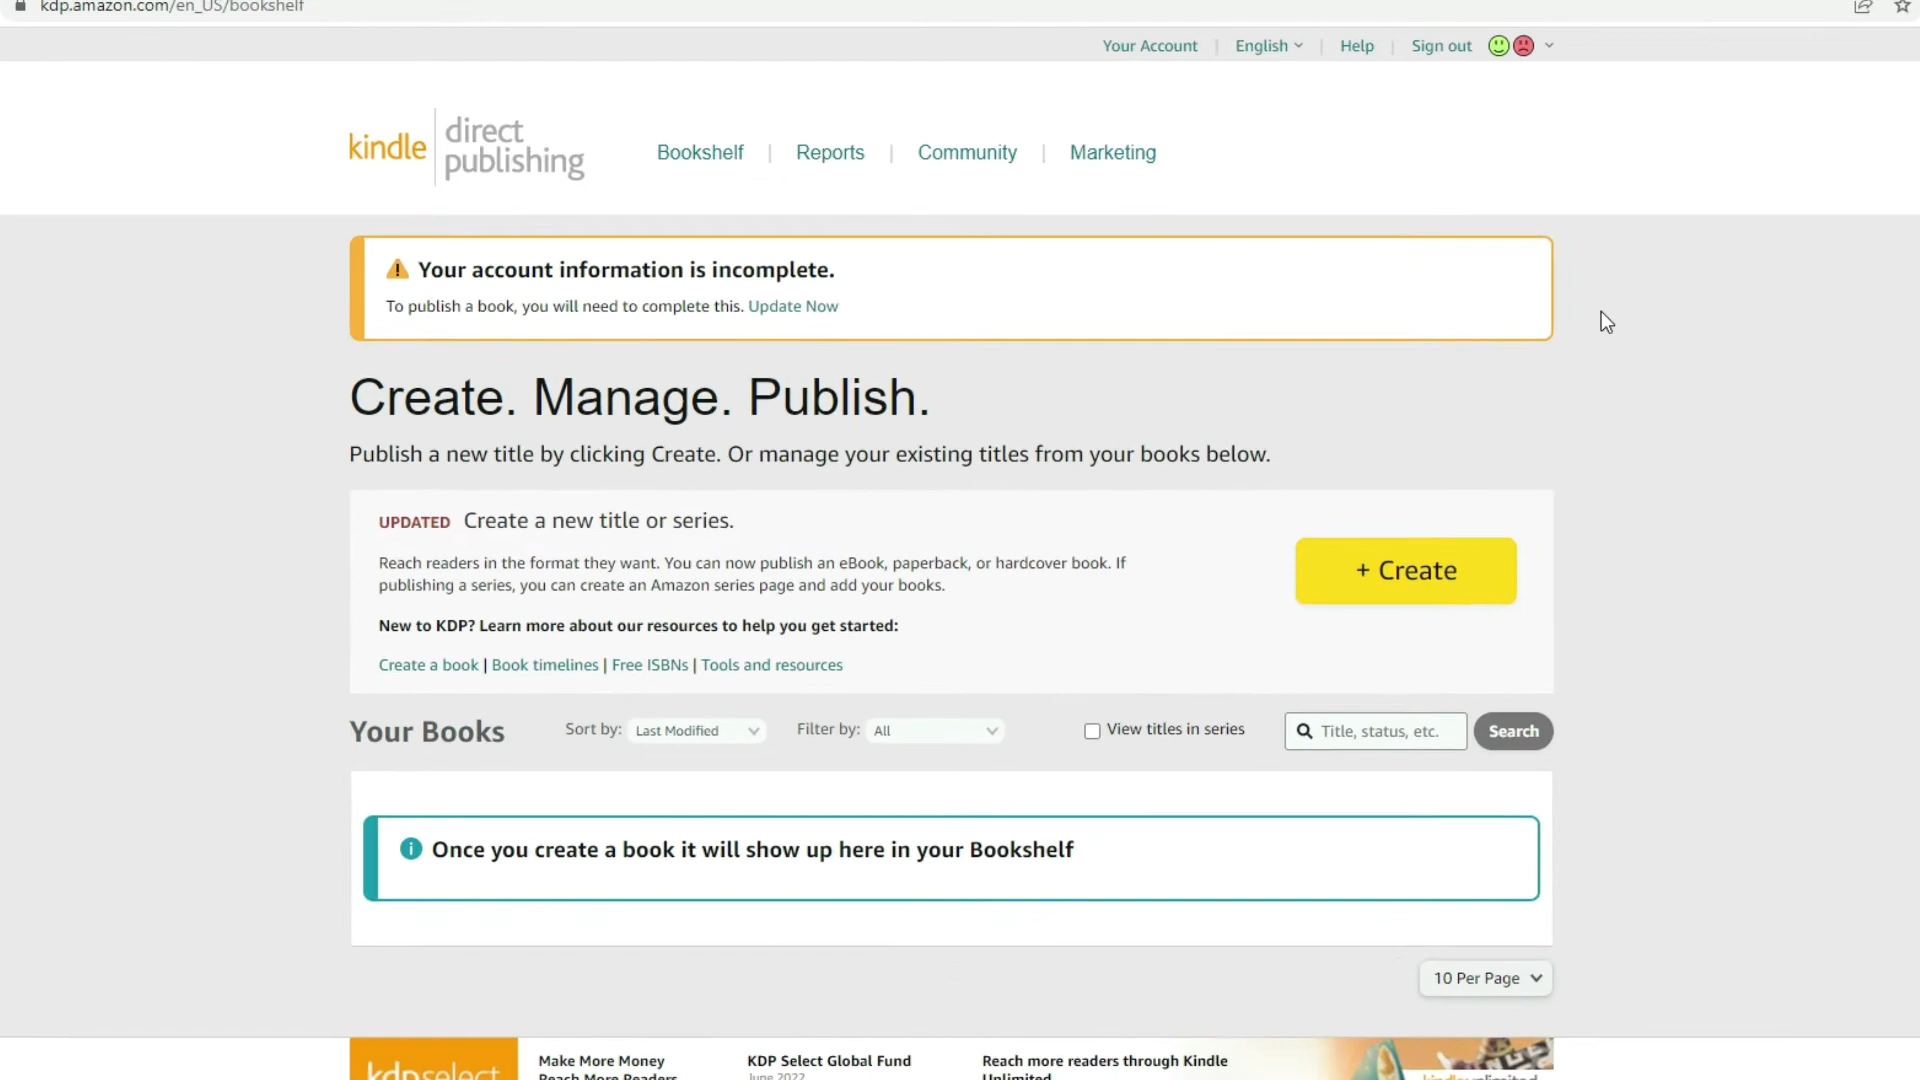 kdp.amazon.com/en_US/bookshelf
Your Account | English | Help | Sign out
kindle direct publishing
Bookshelf | Reports | Community | Marketing
Your account information is incomplete.
To publish a book, you will need to complete this. Update Now
Create. Manage. Publish.
Publish a new title by clicking Create. Or manage your existing titles from your books below.
UPDATED Create a new title or series.
Reach readers in the format they want. You can now publish an eBook, paperback, or hardcover book. If
publishing a series, you can create an Amazon series page and add your books.
+ Create
New to KDP? Learn more about our resources to help you get started:
Create a book | Book timelines | Free ISBNs | Tools and resources
Your Books Sort by: Last Modified Filter by: All View titles in series Title, status, etc. Search
Once you create a book it will show up here in your Bookshelf
10 Per Page
kdpselect
Make More Money
Reach More Readers
KDP Select Global Fund
June 2022
Reach more readers through Kindle
Unlimited
kindleunlimited